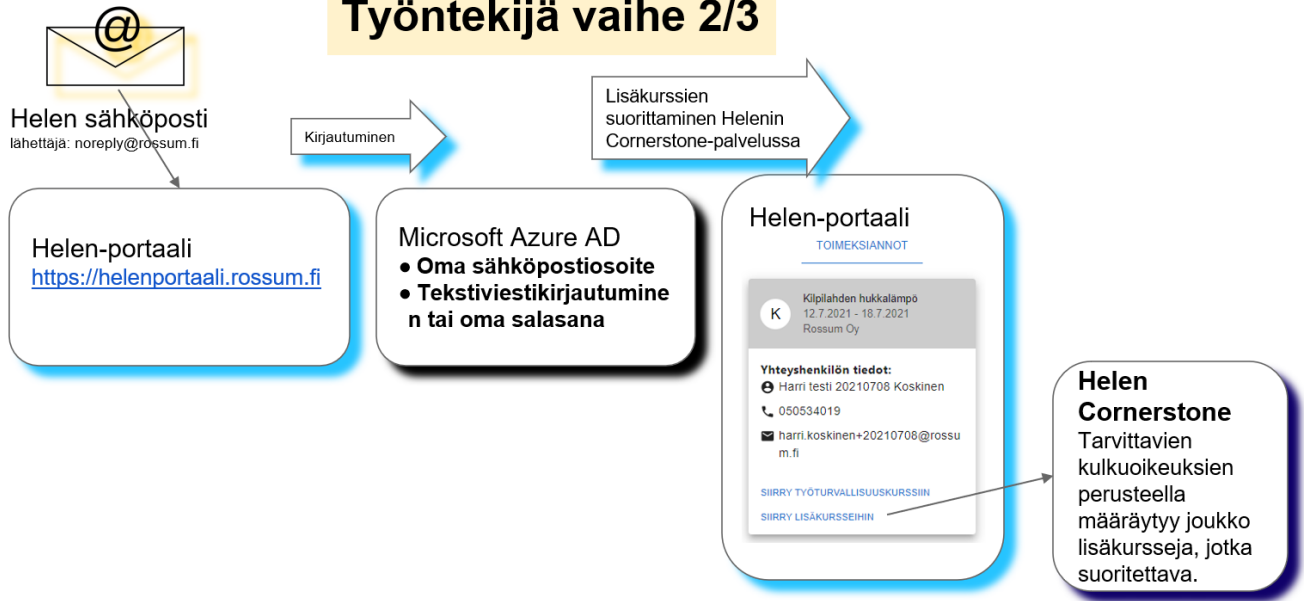 Työntekijä vaihe 2/3
@
Helen sähköposti
lähettäjä: noreply@rossum.fi
Kirjautuminen
Lisäkurssien
suorittaminen Helenin
Cornerstone-palvelussa
Helen-portaali
https://helenportaali.rossum.fi
Microsoft Azure AD
● Oma sähköpostiosoite
● Tekstiviestikirjautumine
n tai oma salasana
Helen-portaali
TOIMEKSIANNOT
K
Kilpilahden hukkalämpö
12.7.2021 - 18.7.2021
Rossum Oy
Yhteyshenkilön tiedot:
Harri testi 20210708 Koskinen
050534019
harri.koskinen+20210708@rossu
m.fi
SIIRRY TYÖTURVALLISUUSKURSSIIN
SIIRRY LISÄKURSSEIHIN
Helen
Cornerstone
Tarvittavien
kulkuoikeuksien
perusteella
määräytyy joukko
lisäkursseja, jotka
suoritettava.